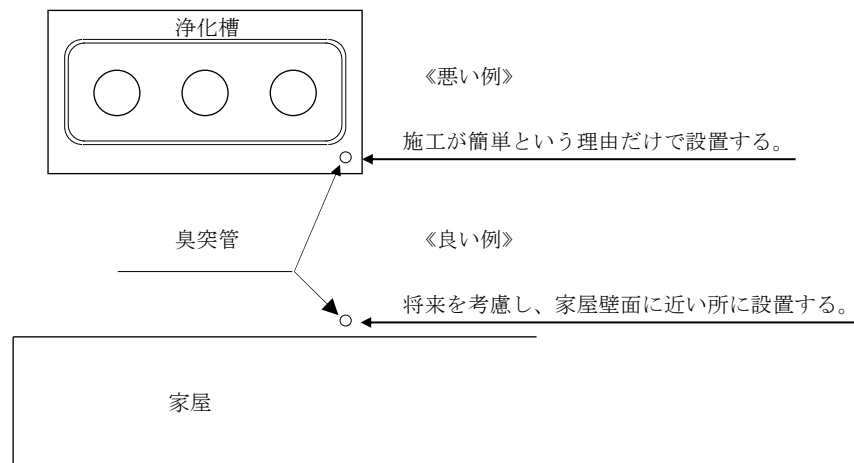 浄化槽
《悪い例》
施工が簡単という理由だけで設置する。
臭突管
《良い例》
将来を考慮し、家屋壁面に近い所に設置する。
家屋